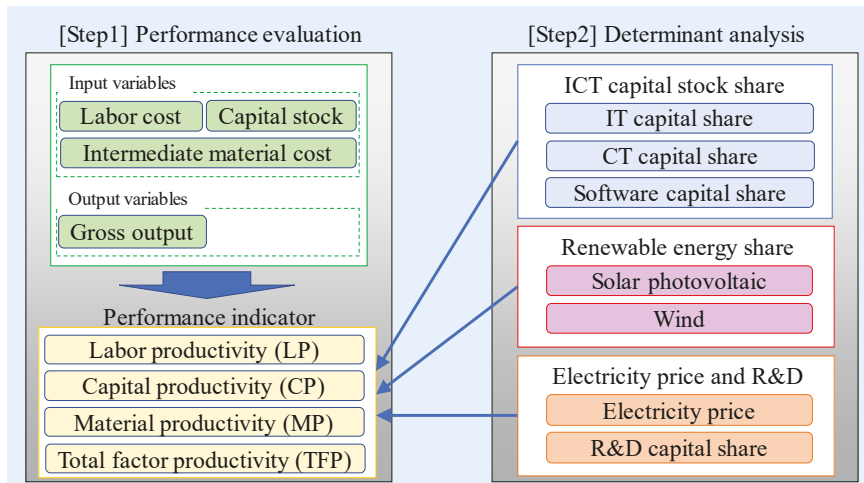 [Step1] Performance evaluation
Input variables
Labor cost
Capital stock
Intermediate material cost
Output variables
Gross output
Performance indicator
Labor productivity (LP)
Capital productivity (CP)
Material productivity (MP)
Total factor productivity (TFP)
[Step2] Determinant analysis
ICT capital stock share
IT capital share
CT capital share
Software capital share
Renewable energy share
Solar photovoltaic
Wind
Electricity price and R&D
Electricity price
R&D capital share